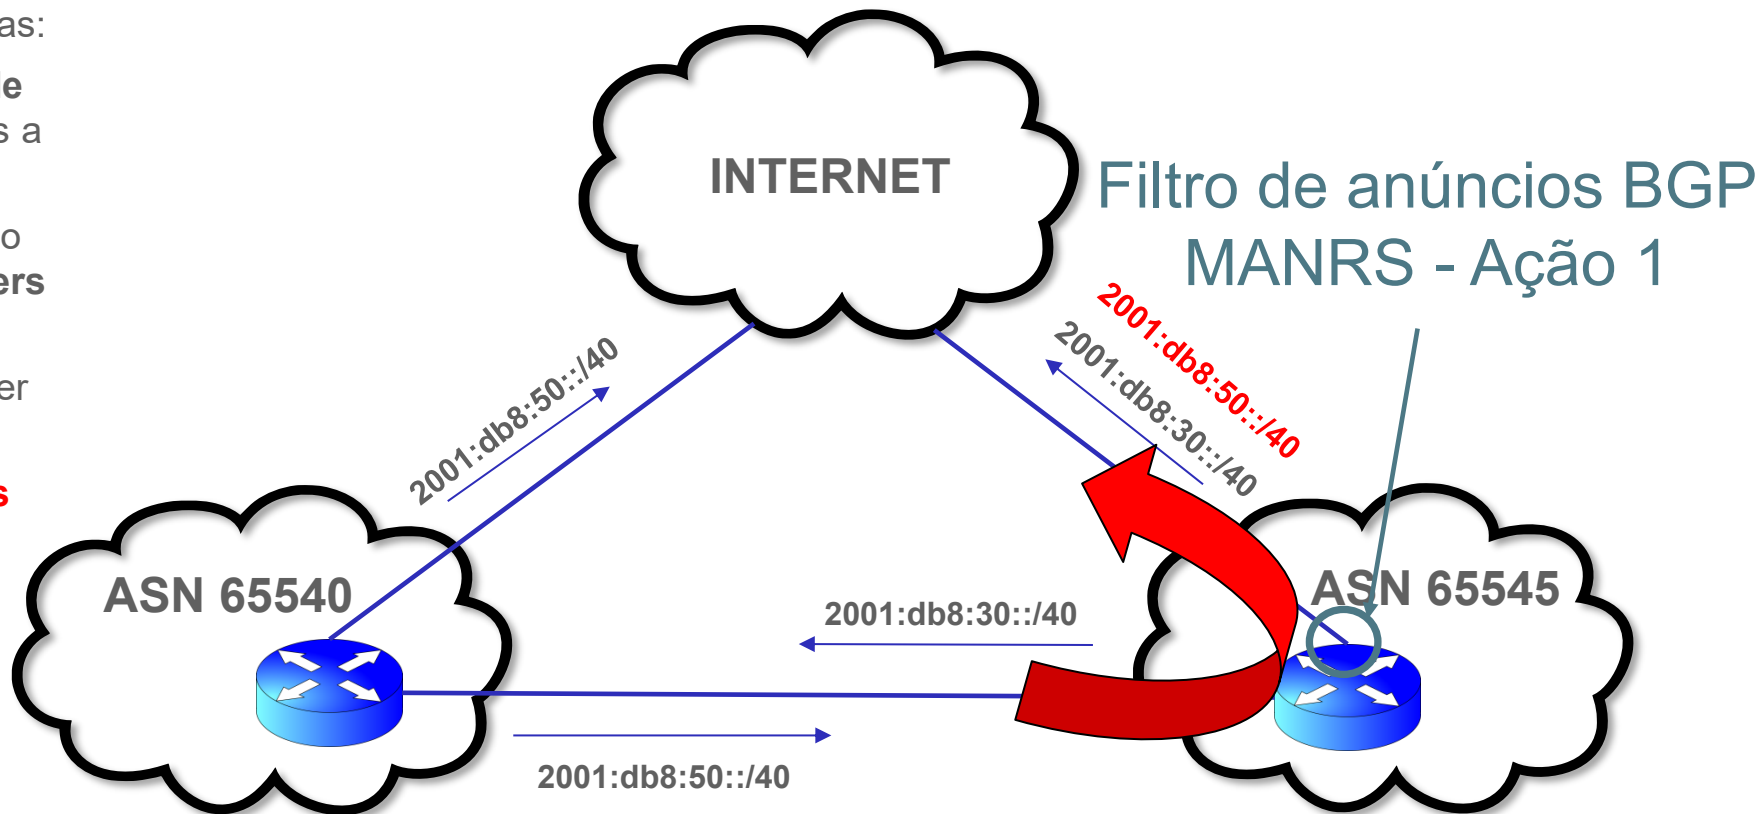 as:
e
s a
o
ers
er
s
INTERNET
Filtro de anúncios BGP
MANRS - Ação 1
2001:db8:50::/40
2001:db8:50::/40
2001:db8:30::/40
ASN 65540
ASN 65545
2001:db8:30::/40
2001:db8:50::/40